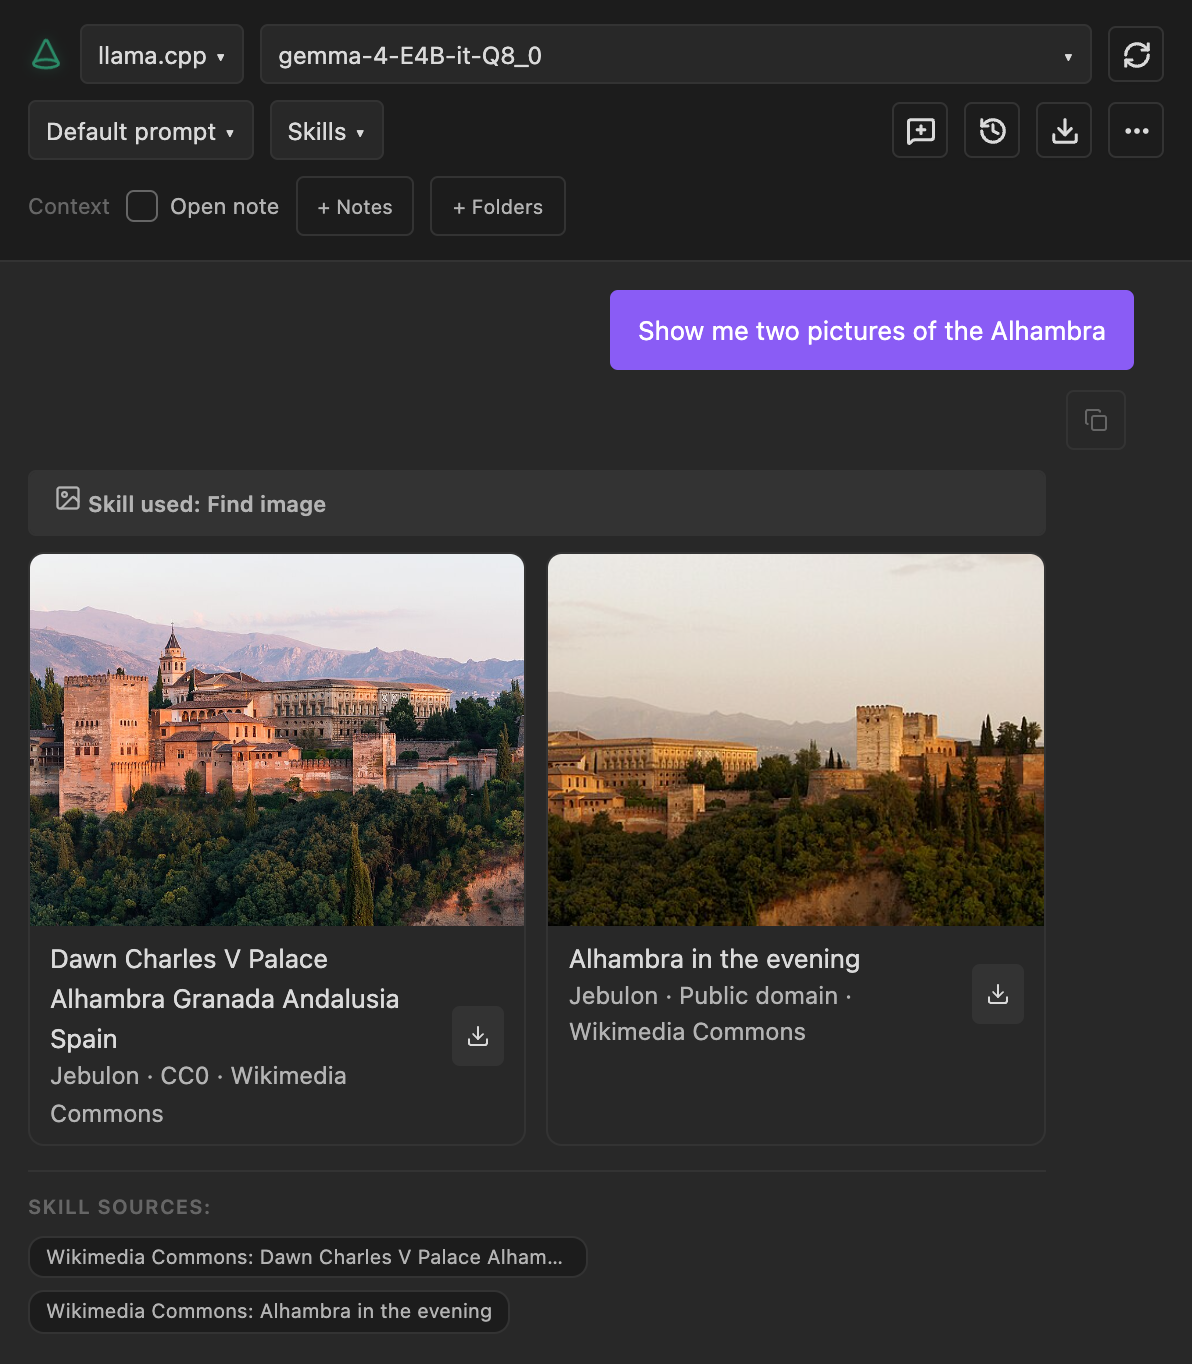 llama.cpp ▾
gemma-4-E4B-it-Q8_0 ▾
Default prompt ▾
Skills ▾
Context
Open note
+ Notes
+ Folders
Show me two pictures of the Alhambra
Skill used: Find image
Dawn Charles V Palace
Alhambra Granada Andalusia
Spain
Jebulon · CC0 · Wikimedia
Commons
Alhambra in the evening
Jebulon · Public domain ·
Wikimedia Commons
SKILL SOURCES:
Wikimedia Commons: Dawn Charles V Palace Alham...
Wikimedia Commons: Alhambra in the evening